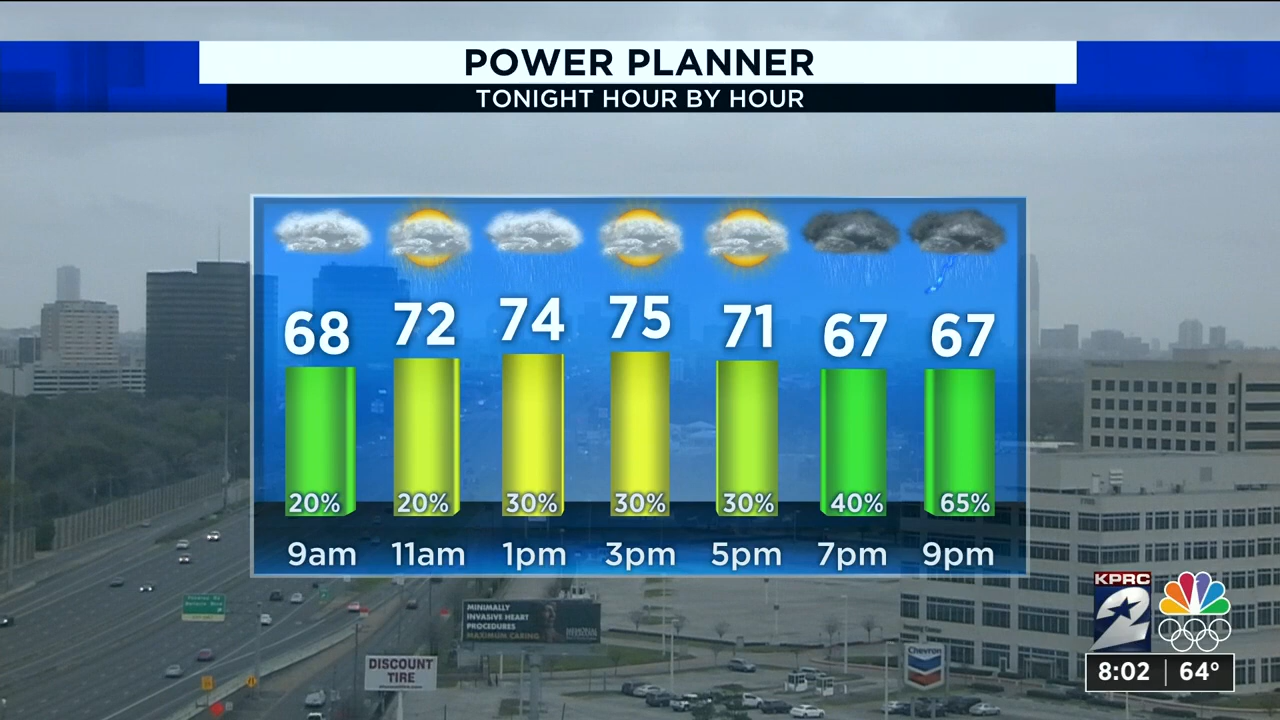 POWER PLANNER
TONIGHT HOUR BY HOUR
68 72 74 75 71 67 67
20% 20% 30% 30% 30% 40% 65%
9am 11am 1pm 3pm 5pm 7pm 9pm
MINIMALLY
INVASIVE HEART
PROCEDURES
MAXIMUM CARING
DISCOUNT
TIRE
Chevron
KPRC
2
8:02 64°